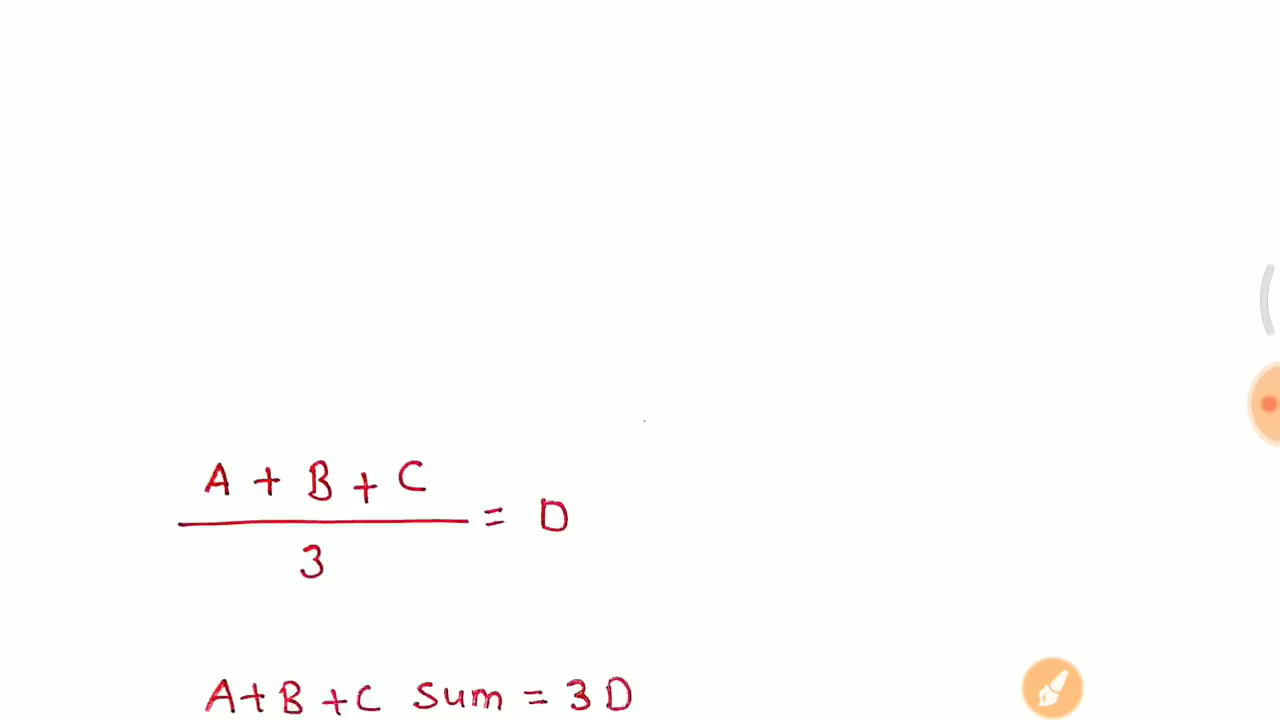 A + B + C
3
= D
A+B+C sum = 3D